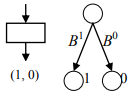 B¹ B⁰
(1, 0) 1 0